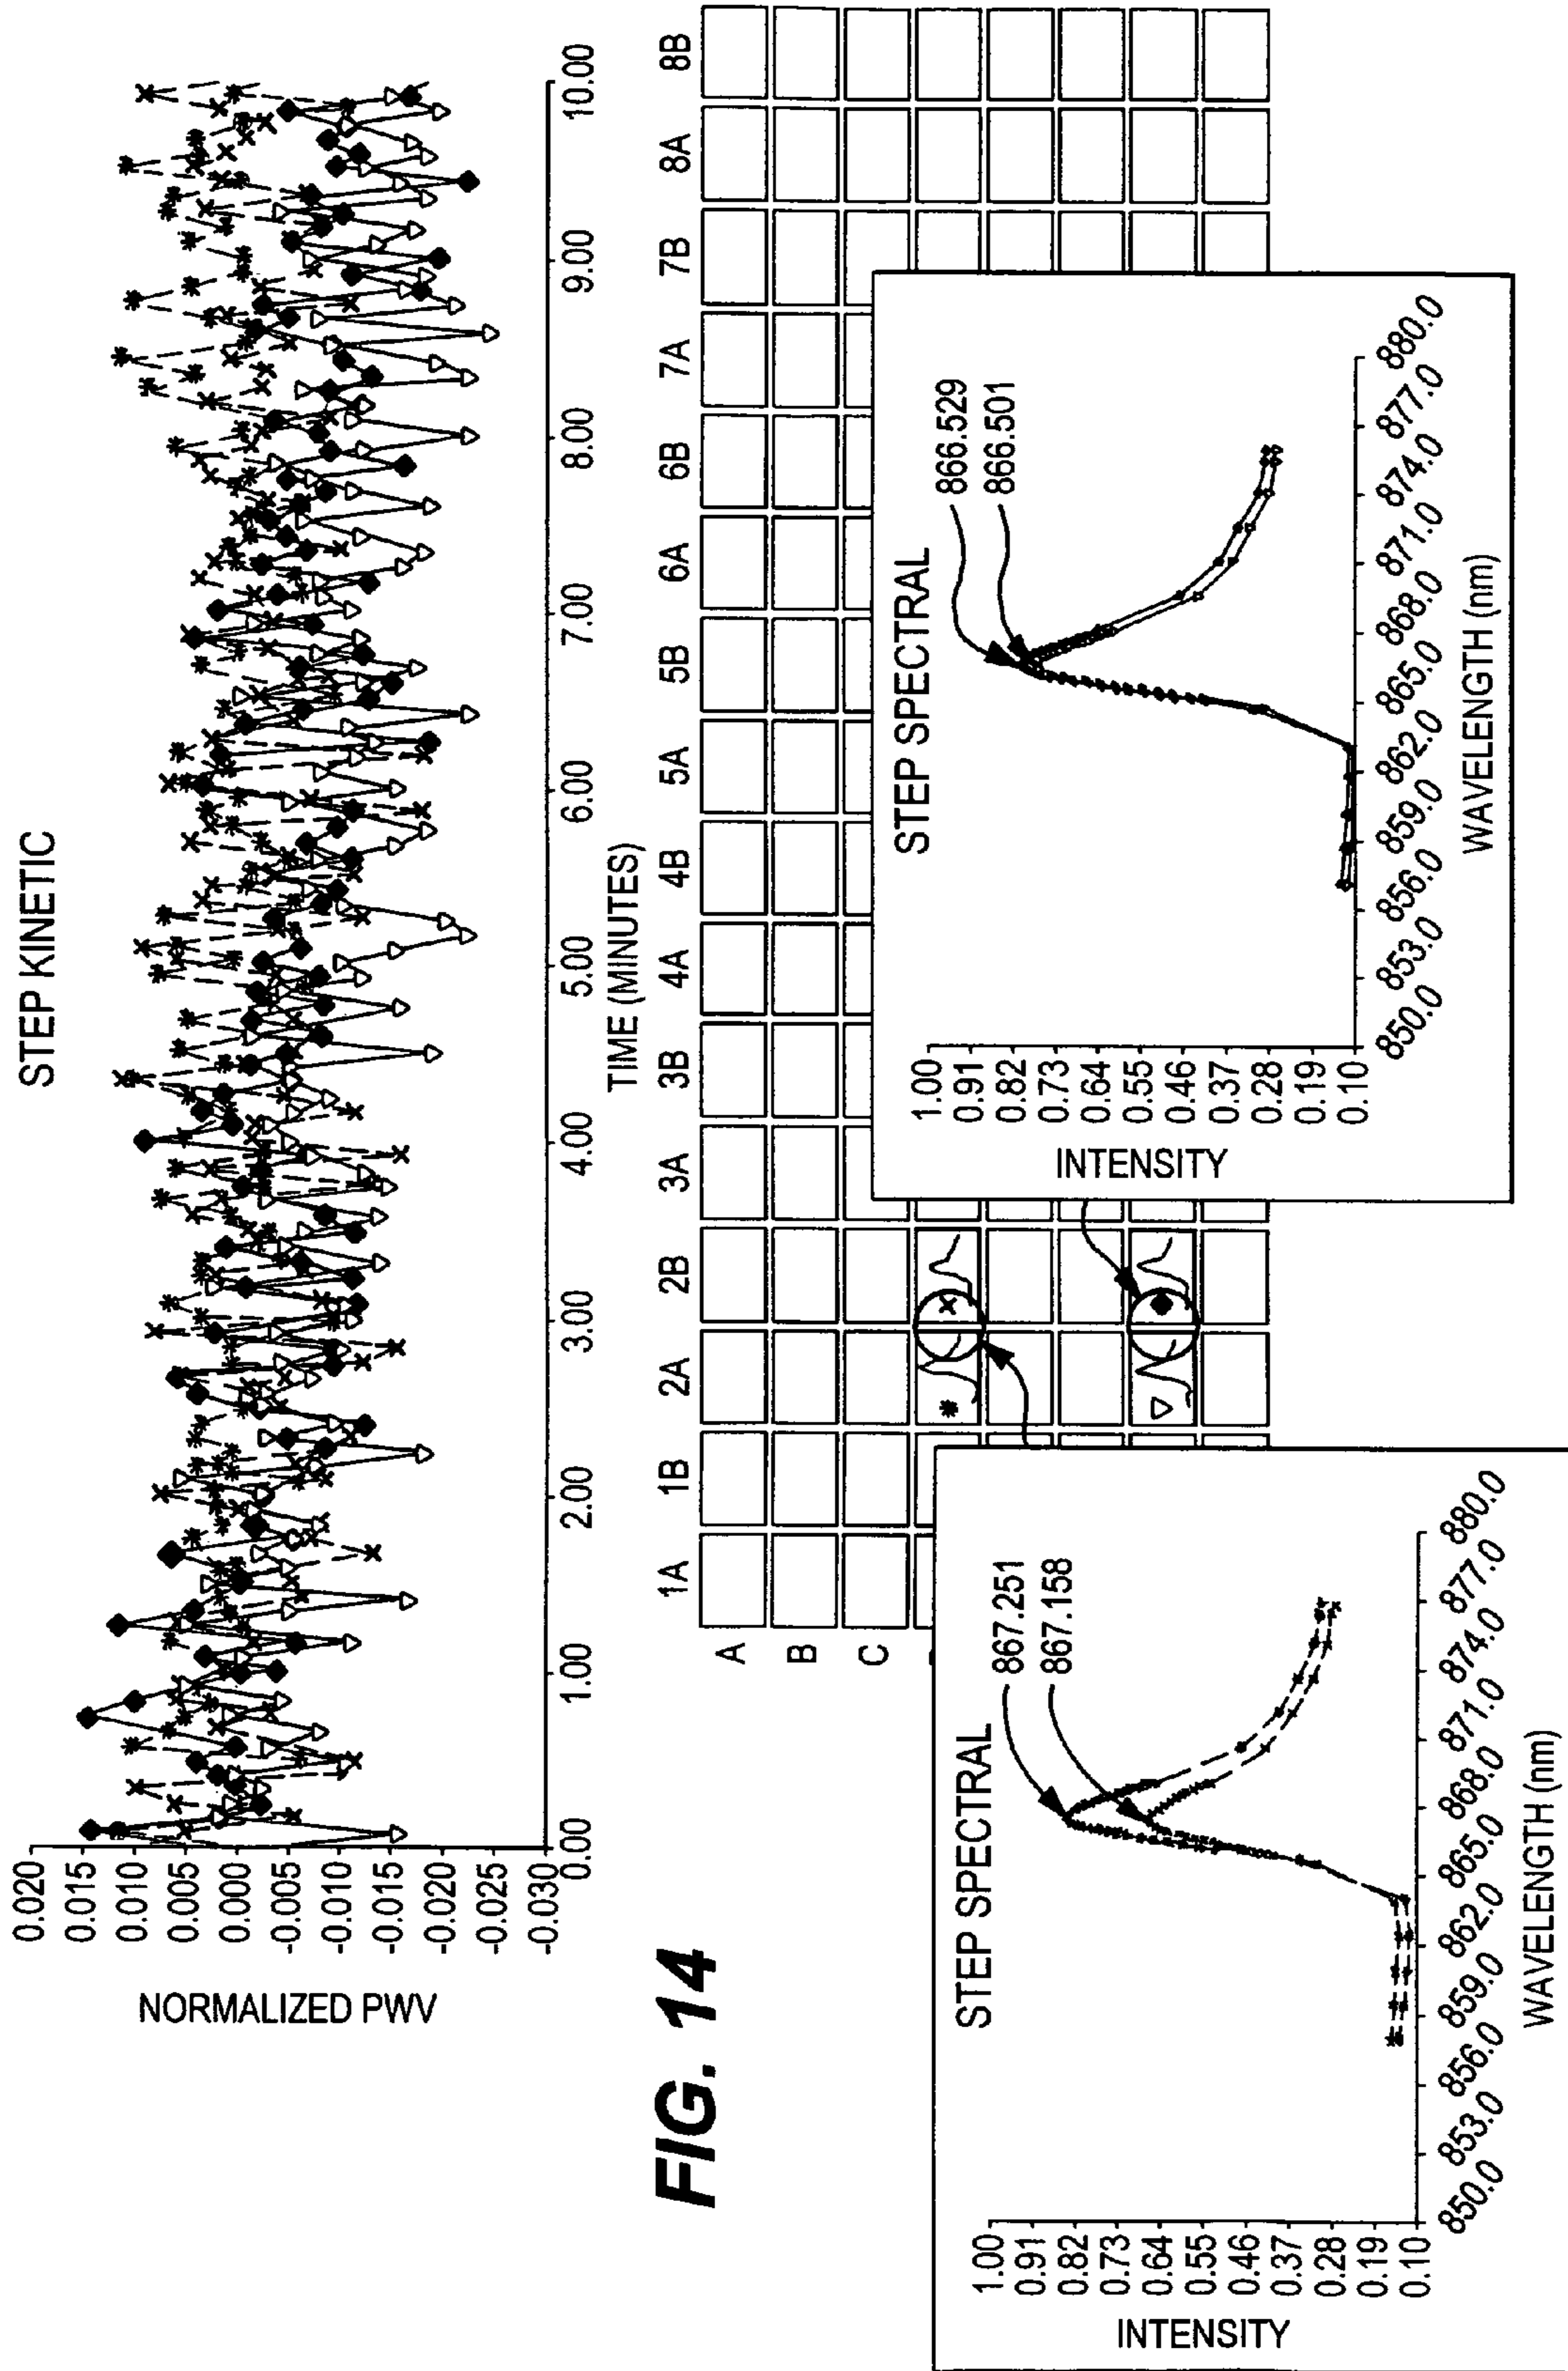 STEP KINETIC
NORMALIZED PWV
0.020
0.015
0.010
0.005
0.000
-0.005
-0.010
-0.015
-0.020
-0.025
-0.030
0.00 1.00 2.00 3.00 4.00 5.00 6.00 7.00 8.00 9.00 10.00
TIME (MINUTES)
FIG. 14
1A 1B 2A 2B 3A 3B 4A 4B 5A 5B 6A 6B 7A 7B 8A 8B
A
B
C
STEP SPECTRAL
867.251
867.158
INTENSITY
1.00
0.91
0.82
0.73
0.64
0.55
0.46
0.37
0.28
0.19
0.10
850.0 853.0 856.0 859.0 862.0 865.0 868.0 871.0 874.0 877.0 880.0
WAVELENGTH (nm)
STEP SPECTRAL
866.529
866.501
INTENSITY
1.00
0.91
0.82
0.73
0.64
0.55
0.46
0.37
0.28
0.19
0.10
850.0 853.0 856.0 859.0 862.0 865.0 868.0 871.0 874.0 877.0 880.0
WAVELENGTH (nm)